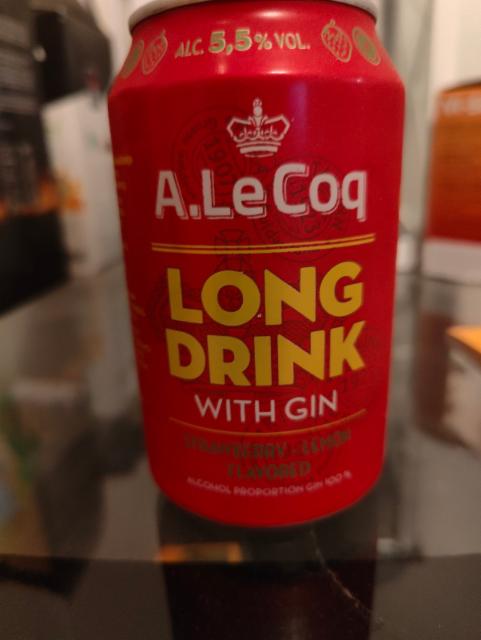 ALC. 5,5% VOL.
A.Le Coq
LONG
DRINK
WITH GIN
STRAWBERRY - LEMON
FLAVORED
ALCOHOL PROPORTION GIN 100 %